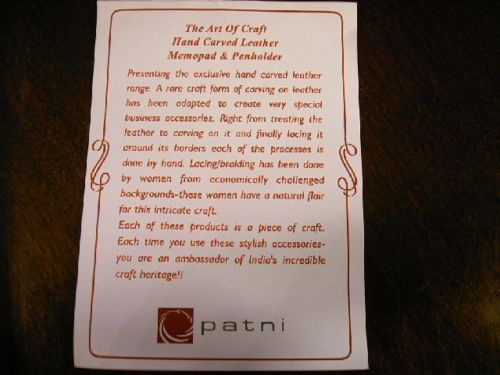 The Art Of Craft
Hand Carved Leather
Memopad & Penholder
Presenting the exclusive hand carved leather
range. A rare craft form of carving on leather
has been adapted to create very special
business accessories. Right from treating the
leather to carving on it and finally lacing it
around its borders each of the processes is
done by hand. Lacing/braiding has been done
by women from economically challenged
backgrounds-these women have a natural flair
for this intricate craft.
Each of these products is a piece of craft.
Each time you use these stylish accessories-
you are an ambassador of India's incredible
craft heritage!!
patni